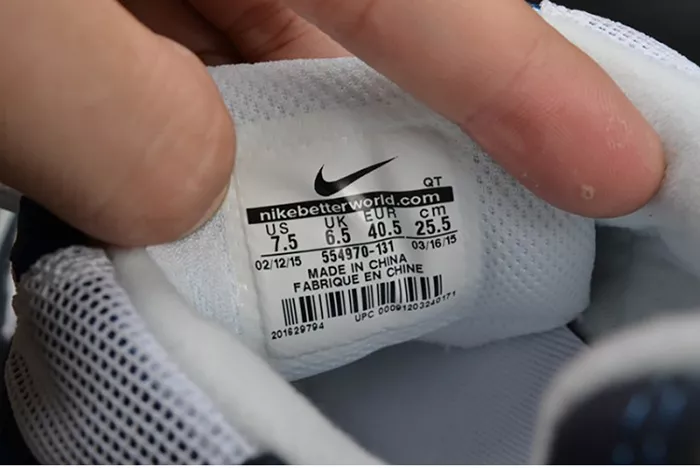 QT
nikebetterworld.com
US UK EUR cm
7.5 6.5 40.5 25.5
02/12/15 554970-131 03/16/15
MADE IN CHINA
FABRIQUE EN CHINE
201629794 UPC 00091203240171